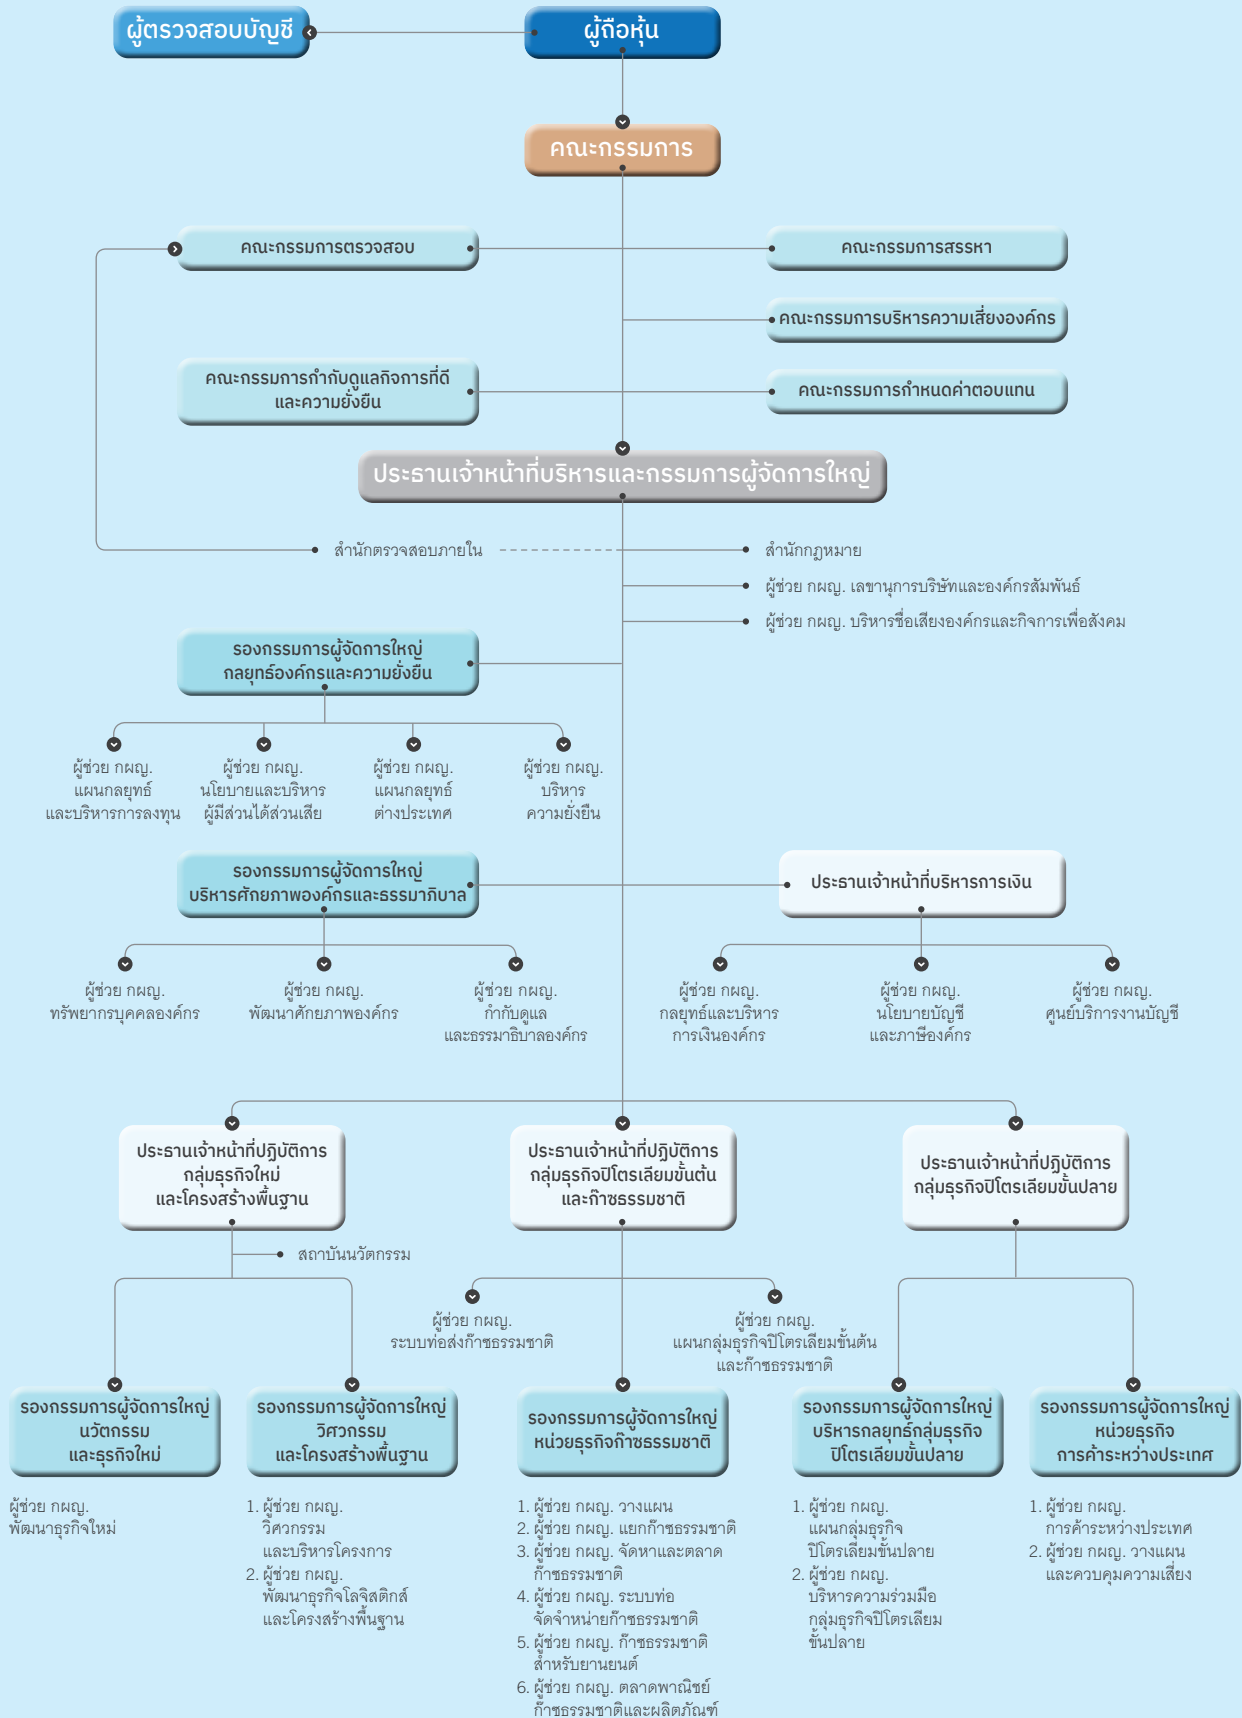 ผู้ตรวจสอบบัญชี
ผู้ถือหุ้น
คณะกรรมการ
คณะกรรมการตรวจสอบ
คณะกรรมการสรรหา
คณะกรรมการบริหารความเสี่ยงองค์กร
คณะกรรมการกำกับดูแลกิจการที่ดี
และความยั่งยืน
คณะกรรมการกำหนดค่าตอบแทน
ประธานเจ้าหน้าที่บริหารและกรรมการผู้จัดการใหญ่
สำนักตรวจสอบภายใน
สำนักกฎหมาย
ผู้ช่วย กผญ. เลขานุการบริษัทและองค์กรสัมพันธ์
ผู้ช่วย กผญ. บริหารชื่อเสียงองค์กรและกิจการเพื่อสังคม
รองกรรมการผู้จัดการใหญ่
กลยุทธ์องค์กรและความยั่งยืน
ผู้ช่วย กผญ.
แผนกลยุทธ์
และบริหารการลงทุน
ผู้ช่วย กผญ.
นโยบายและบริหาร
ผู้มีส่วนได้ส่วนเสีย
ผู้ช่วย กผญ.
แผนกลยุทธ์
ต่างประเทศ
ผู้ช่วย กผญ.
บริหาร
ความยั่งยืน
รองกรรมการผู้จัดการใหญ่
บริหารศักยภาพองค์กรและธรรมาภิบาล
ประธานเจ้าหน้าที่บริหารการเงิน
ผู้ช่วย กผญ.
ทรัพยากรบุคคลองค์กร
ผู้ช่วย กผญ.
พัฒนาศักยภาพองค์กร
ผู้ช่วย กผญ.
กำกับดูแล
และธรรมาธิบาลองค์กร
ผู้ช่วย กผญ.
กลยุทธ์และบริหาร
การเงินองค์กร
ผู้ช่วย กผญ.
นโยบายบัญชี
และภาษีองค์กร
ผู้ช่วย กผญ.
ศูนย์บริการงานบัญชี
ประธานเจ้าหน้าที่ปฏิบัติการ
กลุ่มธุรกิจใหม่
และโครงสร้างพื้นฐาน
ประธานเจ้าหน้าที่ปฏิบัติการ
กลุ่มธุรกิจปิโตรเลียมขั้นต้น
และก๊าซธรรมชาติ
ประธานเจ้าหน้าที่ปฏิบัติการ
กลุ่มธุรกิจปิโตรเลียมขั้นปลาย
สถาบันนวัตกรรม
ผู้ช่วย กผญ.
ระบบท่อส่งก๊าซธรรมชาติ
ผู้ช่วย กผญ.
แผนกลุ่มธุรกิจปิโตรเลียมขั้นต้น
และก๊าซธรรมชาติ
รองกรรมการผู้จัดการใหญ่
นวัตกรรม
และธุรกิจใหม่
รองกรรมการผู้จัดการใหญ่
วิศวกรรม
และโครงสร้างพื้นฐาน
รองกรรมการผู้จัดการใหญ่
หน่วยธุรกิจก๊าซธรรมชาติ
รองกรรมการผู้จัดการใหญ่
บริหารกลยุทธ์กลุ่มธุรกิจ
ปิโตรเลียมขั้นปลาย
รองกรรมการผู้จัดการใหญ่
หน่วยธุรกิจ
การค้าระหว่างประเทศ
ผู้ช่วย กผญ.
พัฒนาธุรกิจใหม่
1. ผู้ช่วย กผญ.
วิศวกรรม
และบริหารโครงการ
2. ผู้ช่วย กผญ.
พัฒนาธุรกิจโลจิสติกส์
และโครงสร้างพื้นฐาน
1. ผู้ช่วย กผญ. วางแผน
2. ผู้ช่วย กผญ. แยกก๊าซธรรมชาติ
3. ผู้ช่วย กผญ. จัดหาและตลาด
ก๊าซธรรมชาติ
4. ผู้ช่วย กผญ. ระบบท่อ
จัดจำหน่ายก๊าซธรรมชาติ
5. ผู้ช่วย กผญ. ก๊าซธรรมชาติ
สำหรับยานยนต์
6. ผู้ช่วย กผญ. ตลาดพาณิชย์
ก๊าซธรรมชาติและผลิตภัณฑ์
1. ผู้ช่วย กผญ.
แผนกลุ่มธุรกิจ
ปิโตรเลียมขั้นปลาย
2. ผู้ช่วย กผญ.
บริหารความร่วมมือ
กลุ่มธุรกิจปิโตรเลียม
ขั้นปลาย
1. ผู้ช่วย กผญ.
การค้าระหว่างประเทศ
2. ผู้ช่วย กผญ. วางแผน
และควบคุมความเสี่ยง